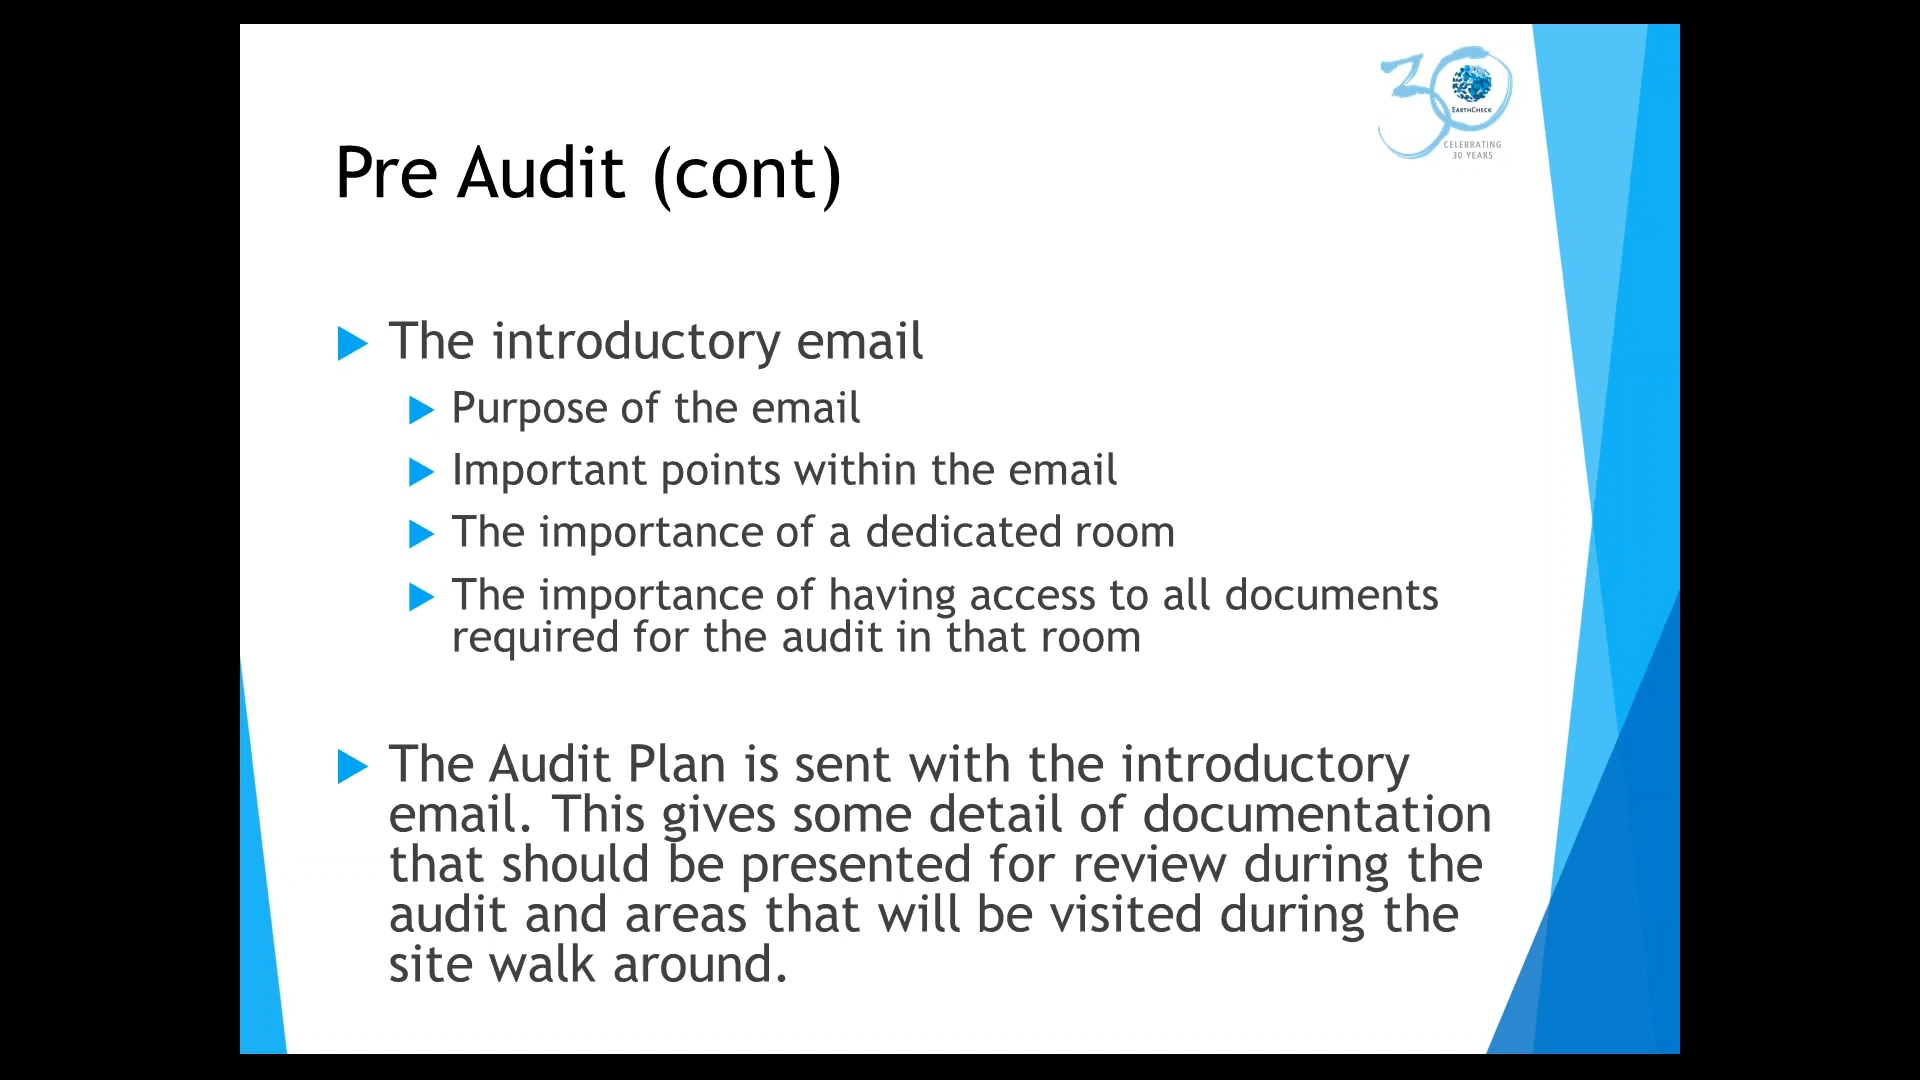 30
EARTHCHECK
CELEBRATING
30 YEARS
Pre Audit (cont)
The introductory email
Purpose of the email
Important points within the email
The importance of a dedicated room
The importance of having access to all documents
required for the audit in that room
The Audit Plan is sent with the introductory
email. This gives some detail of documentation
that should be presented for review during the
audit and areas that will be visited during the
site walk around.